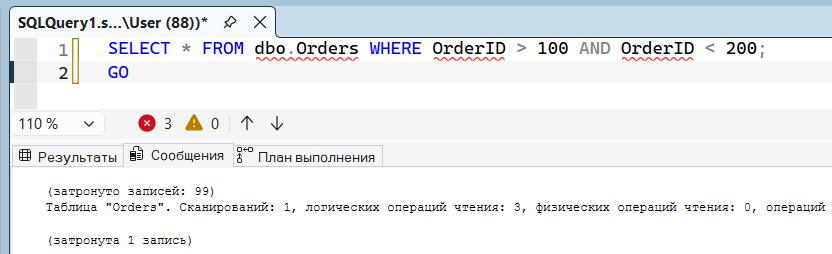 SQLQuery1.s...\User (88))*
1 SELECT * FROM dbo.Orders WHERE OrderID > 100 AND OrderID < 200;
2 GO
110 % 3 0
Результаты Сообщения План выполнения
(затронуто записей: 99)
Таблица "Orders". Сканирований: 1, логических операций чтения: 3, физических операций чтения: 0, операций
(затронута 1 запись)